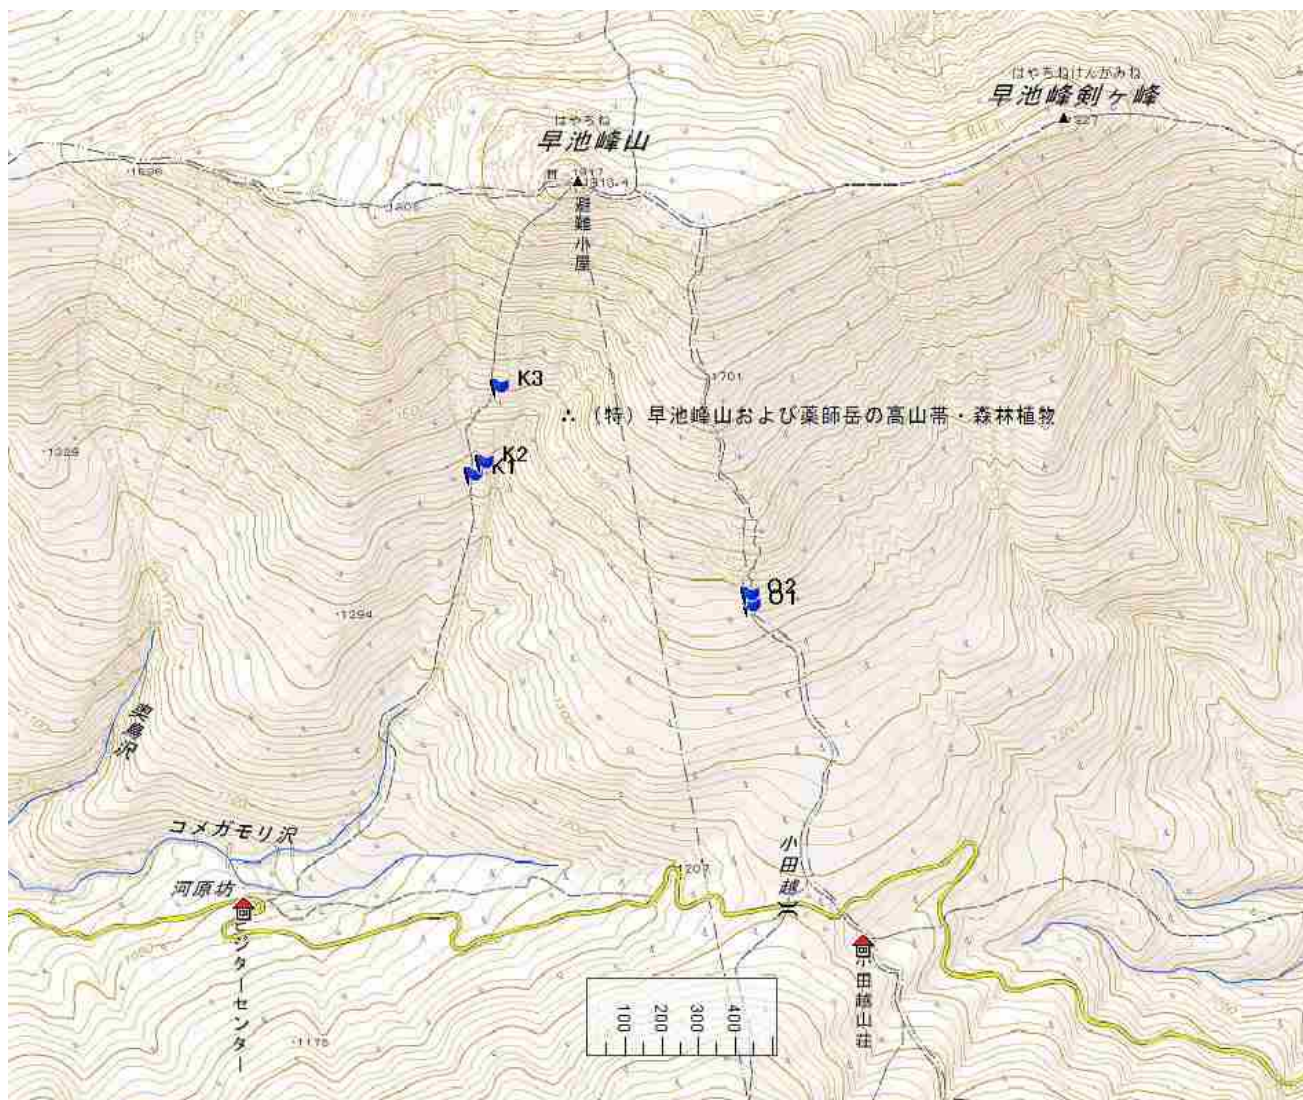 はやちねけんがみね
早池峰剣ヶ峰
はやちね
早池峰山
1917
1913.4
避難小屋
K3
1701
∴（特）早池峰山および薬師岳の高山帯・森林植物
K2
K1
O2
O1
・1294
コメガモリ沢
小田越
1207
河原坊
ビジターセンター
小田越山荘
100
200
300
400